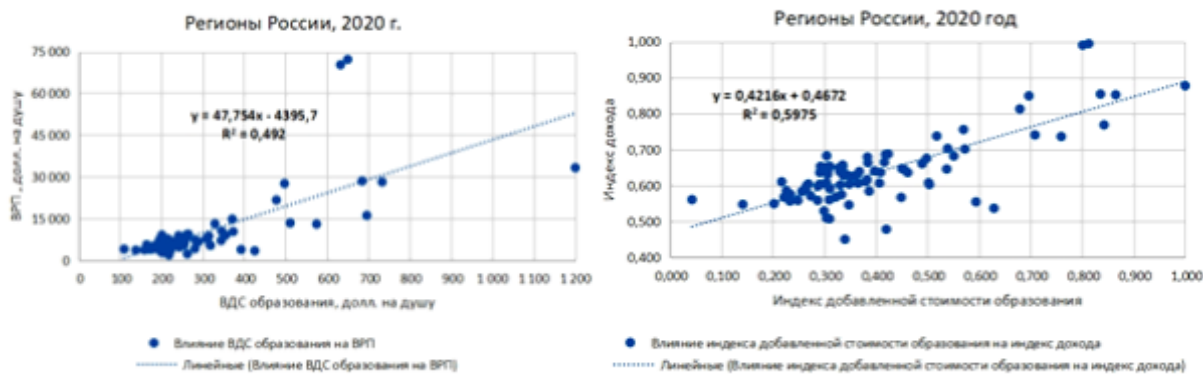 Регионы России, 2020 г.
75 000
60 000
45 000
30 000
15 000
0
ВРП , долл. на душу
y = 47,754x - 4395,7
R² = 0,492
0 100 200 300 400 500 600 700 800 900 1 000 1 100 1 200
ВДС образования, долл. на душу
Влияние ВДС образования на ВРП
Линейные (Влияние ВДС образования на ВРП)
Регионы России, 2020 год
1,000
0,900
0,800
0,700
0,600
0,500
0,400
Индекс дохода
y = 0,4216x + 0,4672
R² = 0,5975
0,000 0,100 0,200 0,300 0,400 0,500 0,600 0,700 0,800 0,900 1,000
Индекс добавленной стоимости образования
Влияние индекса добавленной стоимости образования на индекс дохода
Линейные (Влияние индекса добавленной стоимости образования на индекс дохода)